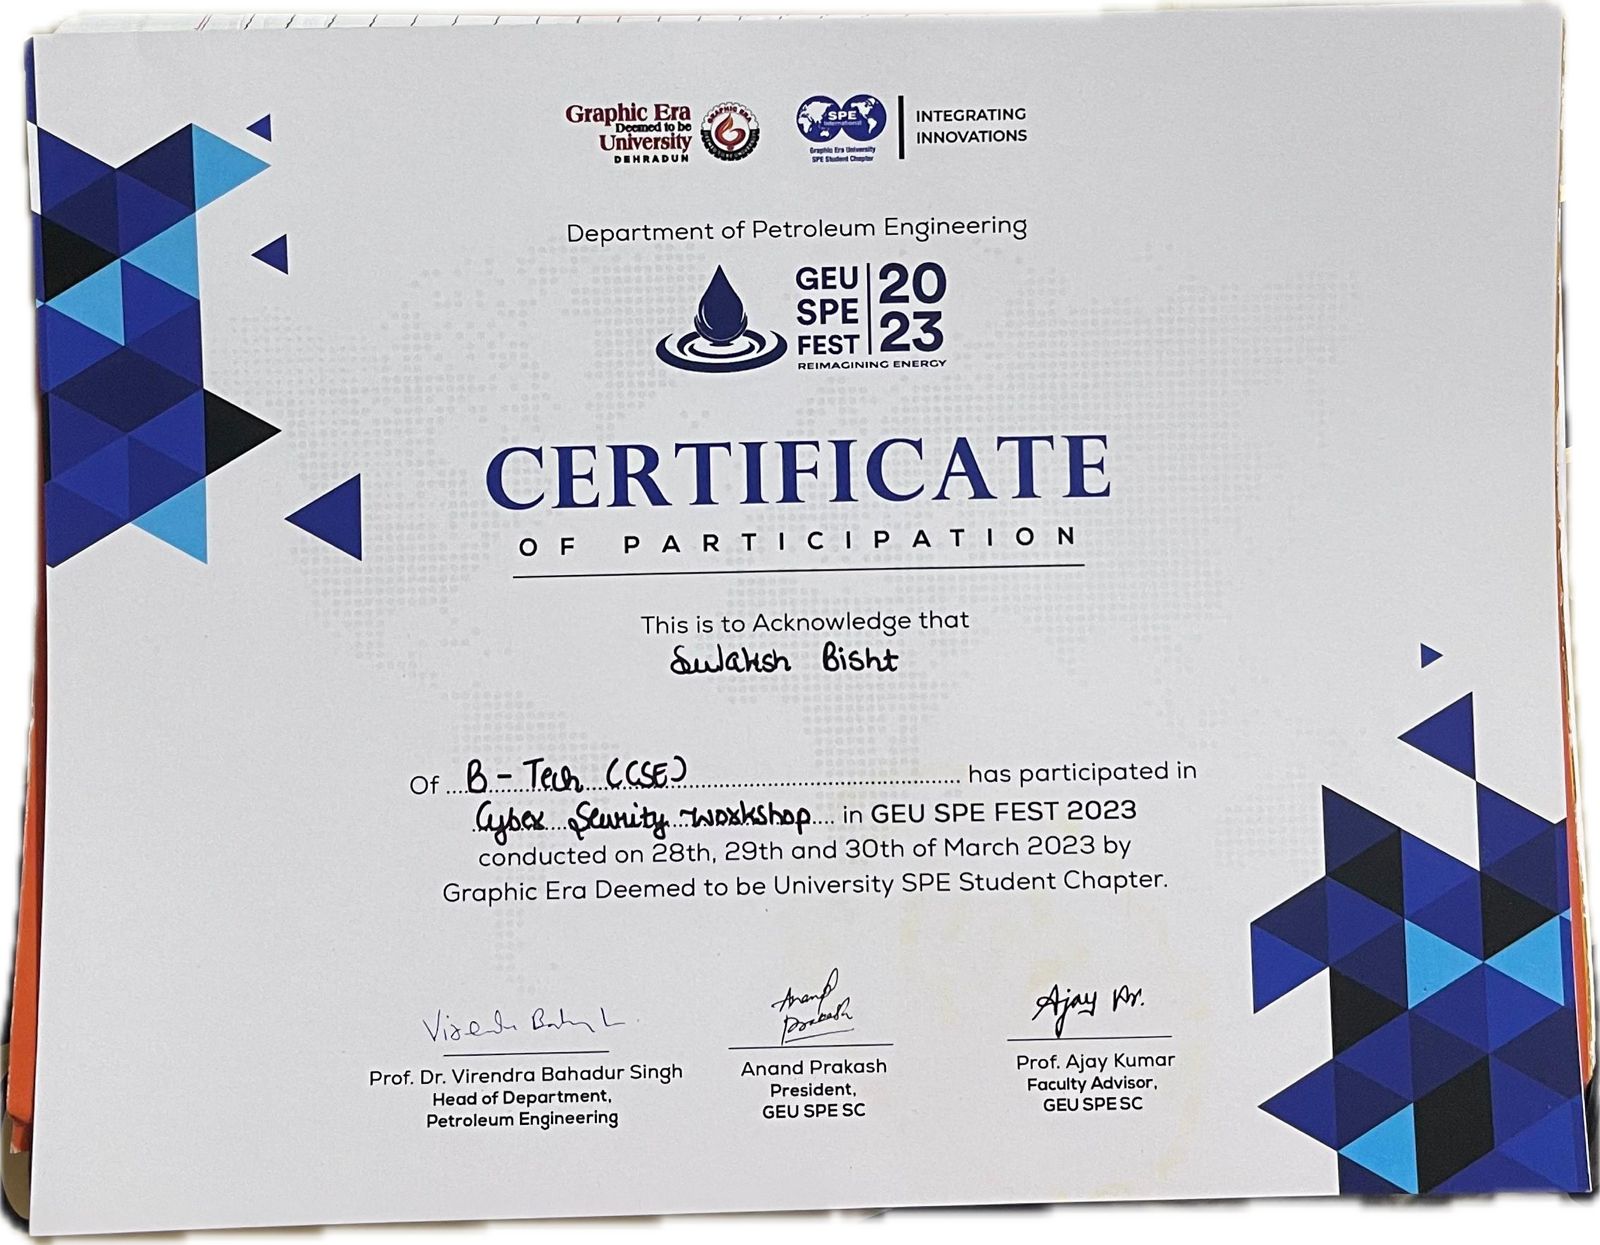 Graphic Era
Deemed to be
University
DEHRADUN
GRAPHIC ERA
SPE
International
Graphic Era University
SPE Student Chapter
INTEGRATING
INNOVATIONS
Department of Petroleum Engineering
GEU
SPE
FEST
20
23
REIMAGINING ENERGY
CERTIFICATE
OF PARTICIPATION
This is to Acknowledge that
Sulaksh Bisht
Of B - Tech (CSE) has participated in
Cyber Security workshop in GEU SPE FEST 2023
conducted on 28th, 29th and 30th of March 2023 by
Graphic Era Deemed to be University SPE Student Chapter.
Anand
Prakash
Ajay Kr.
Prof. Dr. Virendra Bahadur Singh
Head of Department,
Petroleum Engineering
Anand Prakash
President,
GEU SPE SC
Prof. Ajay Kumar
Faculty Advisor,
GEU SPE SC